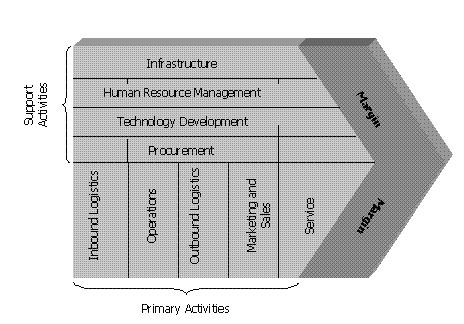 Support
Activities
Infrastructure
Human Resource Management
Technology Development
Procurement
Inbound Logistics
Operations
Outbound Logistics
Marketing and
Sales
Service
Margin
Margin
Primary Activities